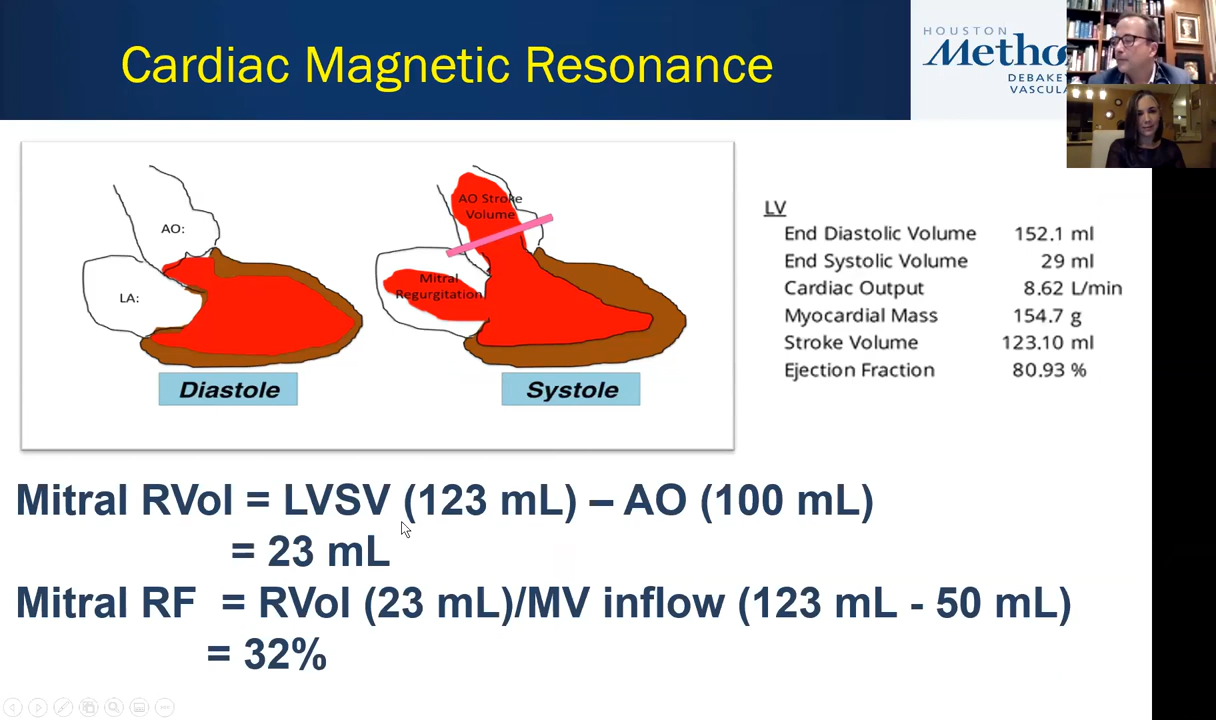 Cardiac Magnetic Resonance
HOUSTON
Metho
DEBAKE
VASCULA
AO:
LA:
Diastole
AO Stroke
Volume
Mitral
Regurgitation
Systole
LV
End Diastolic Volume 152.1 ml
End Systolic Volume 29 ml
Cardiac Output 8.62 L/min
Myocardial Mass 154.7 g
Stroke Volume 123.10 ml
Ejection Fraction 80.93 %
Mitral RVol = LVSV (123 mL) – AO (100 mL)
= 23 mL
Mitral RF = RVol (23 mL)/MV inflow (123 mL - 50 mL)
= 32%